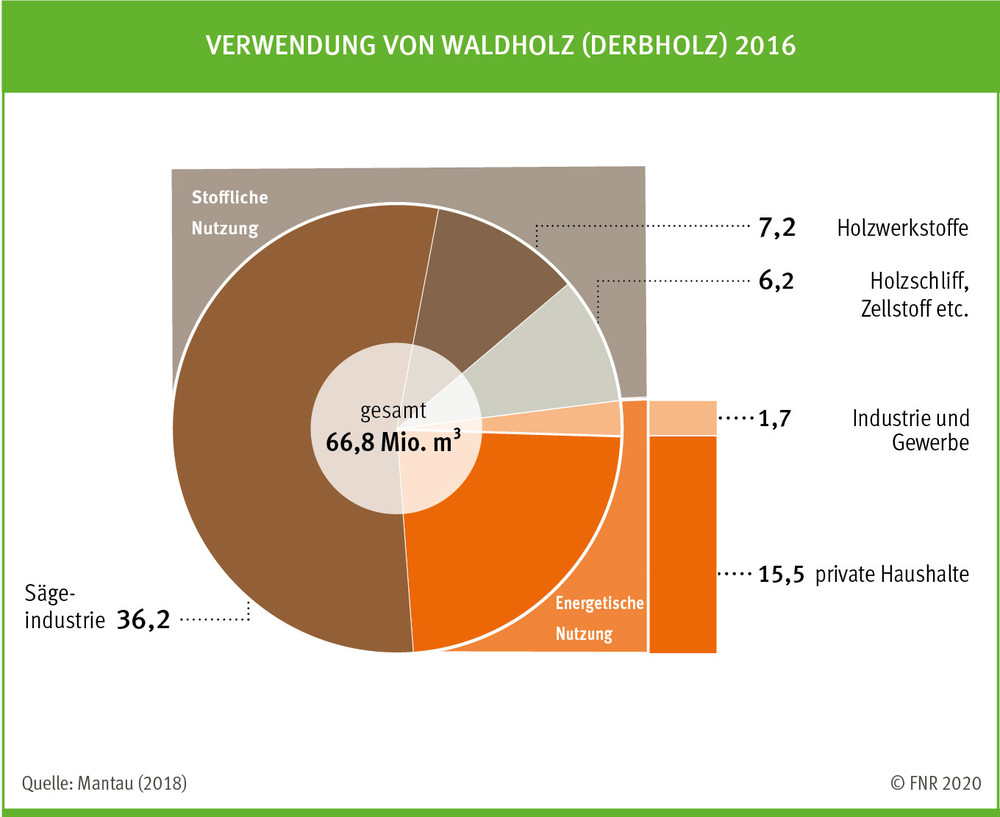 VERWENDUNG VON WALDHOLZ (DERBHOLZ) 2016
Stoffliche
Nutzung
7,2 Holzwerkstoffe
6,2 Holzschliff,
Zellstoff etc.
gesamt
66,8 Mio. m³
1,7 Industrie und
Gewerbe
15,5 private Haushalte
Säge-
industrie 36,2
Energetische
Nutzung
Quelle: Mantau (2018)
© FNR 2020